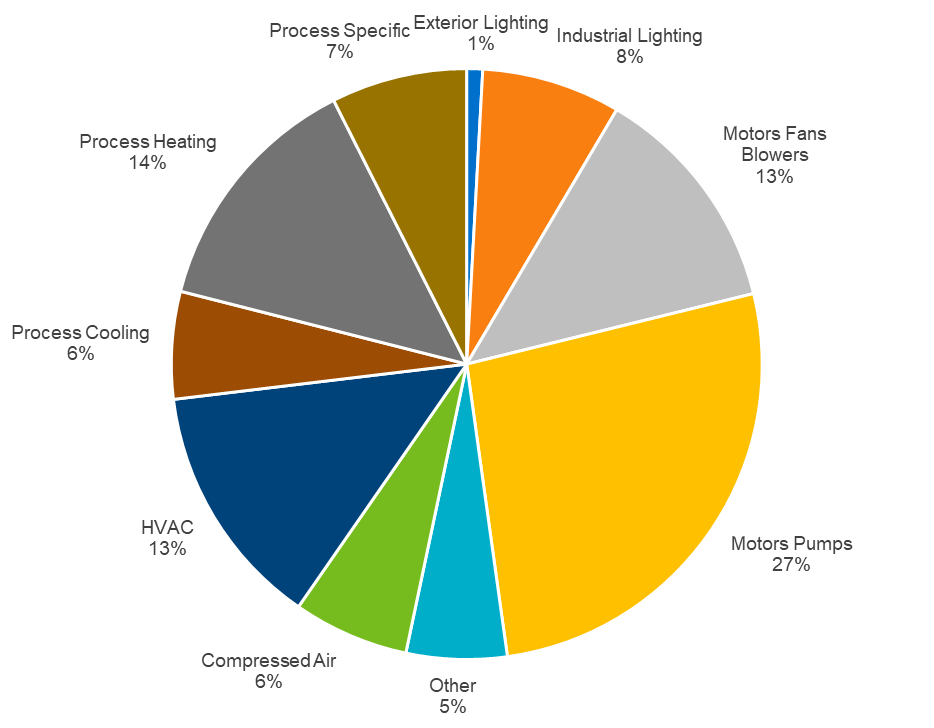 Exterior Lighting
1%
Industrial Lighting
8%
Motors Fans
Blowers
13%
Motors Pumps
27%
Other
5%
Compressed Air
6%
HVAC
13%
Process Cooling
6%
Process Heating
14%
Process Specific
7%